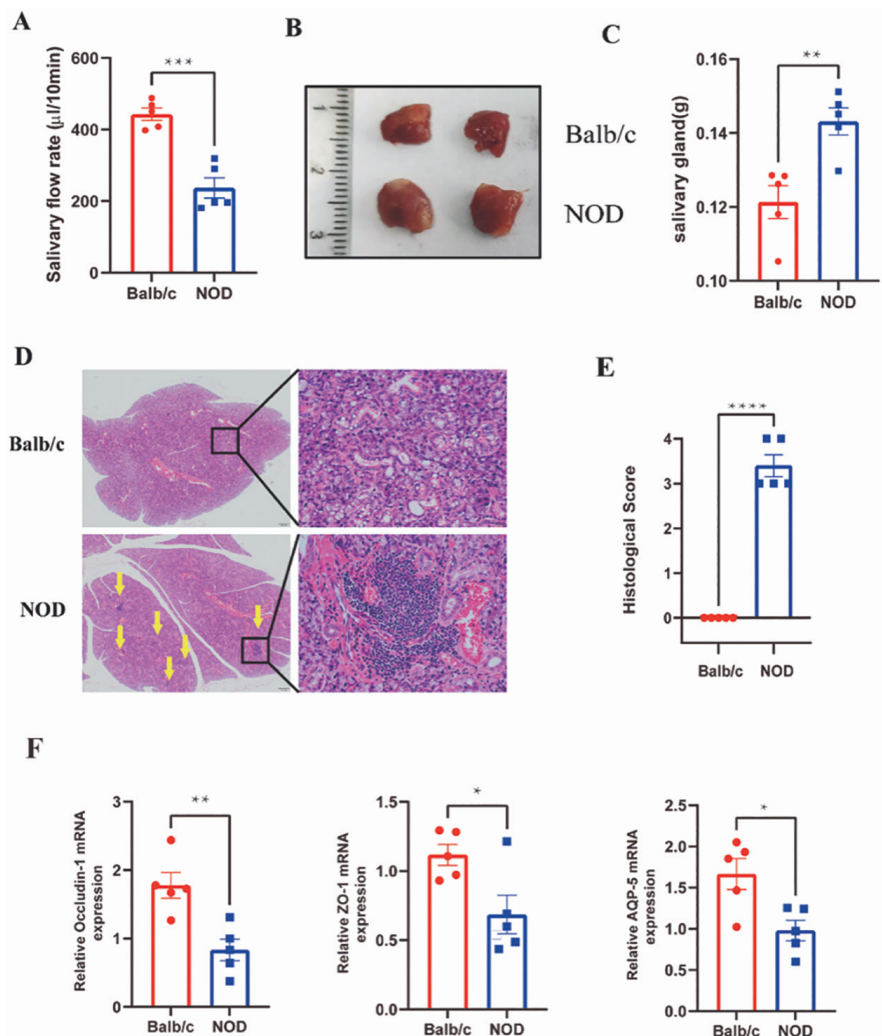 A
Salivary flow rate (μl/10min)
600
400
200
0
***
Balb/c
NOD
B
1
2
3
Balb/c
NOD
C
salivary gland(g)
0.16
0.14
0.12
0.10
**
Balb/c
NOD
D
Balb/c
NOD
E
Histological Score
4
3
2
1
0
****
Balb/c
NOD
F
Relative Occludin-1 mRNA
expression
3
2
1
0
**
Balb/c
NOD
Relative ZO-1 mRNA
expression
1.5
1.0
0.5
0.0
*
Balb/c
NOD
Relative AQP-5 mRNA
expression
2.5
2.0
1.5
1.0
0.5
0.0
*
Balb/c
NOD